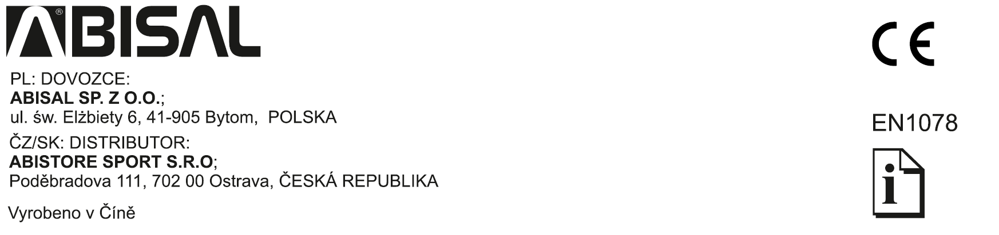 ABISAL®
PL: DOVOZCE:
ABISAL SP. Z O.O.;
ul. św. Elżbiety 6, 41-905 Bytom, POLSKA
ČZ/SK: DISTRIBUTOR:
ABISTORE SPORT S.R.O;
Poděbradova 111, 702 00 Ostrava, ČESKÁ REPUBLIKA
Vyrobeno v Číně
CE
EN1078
i